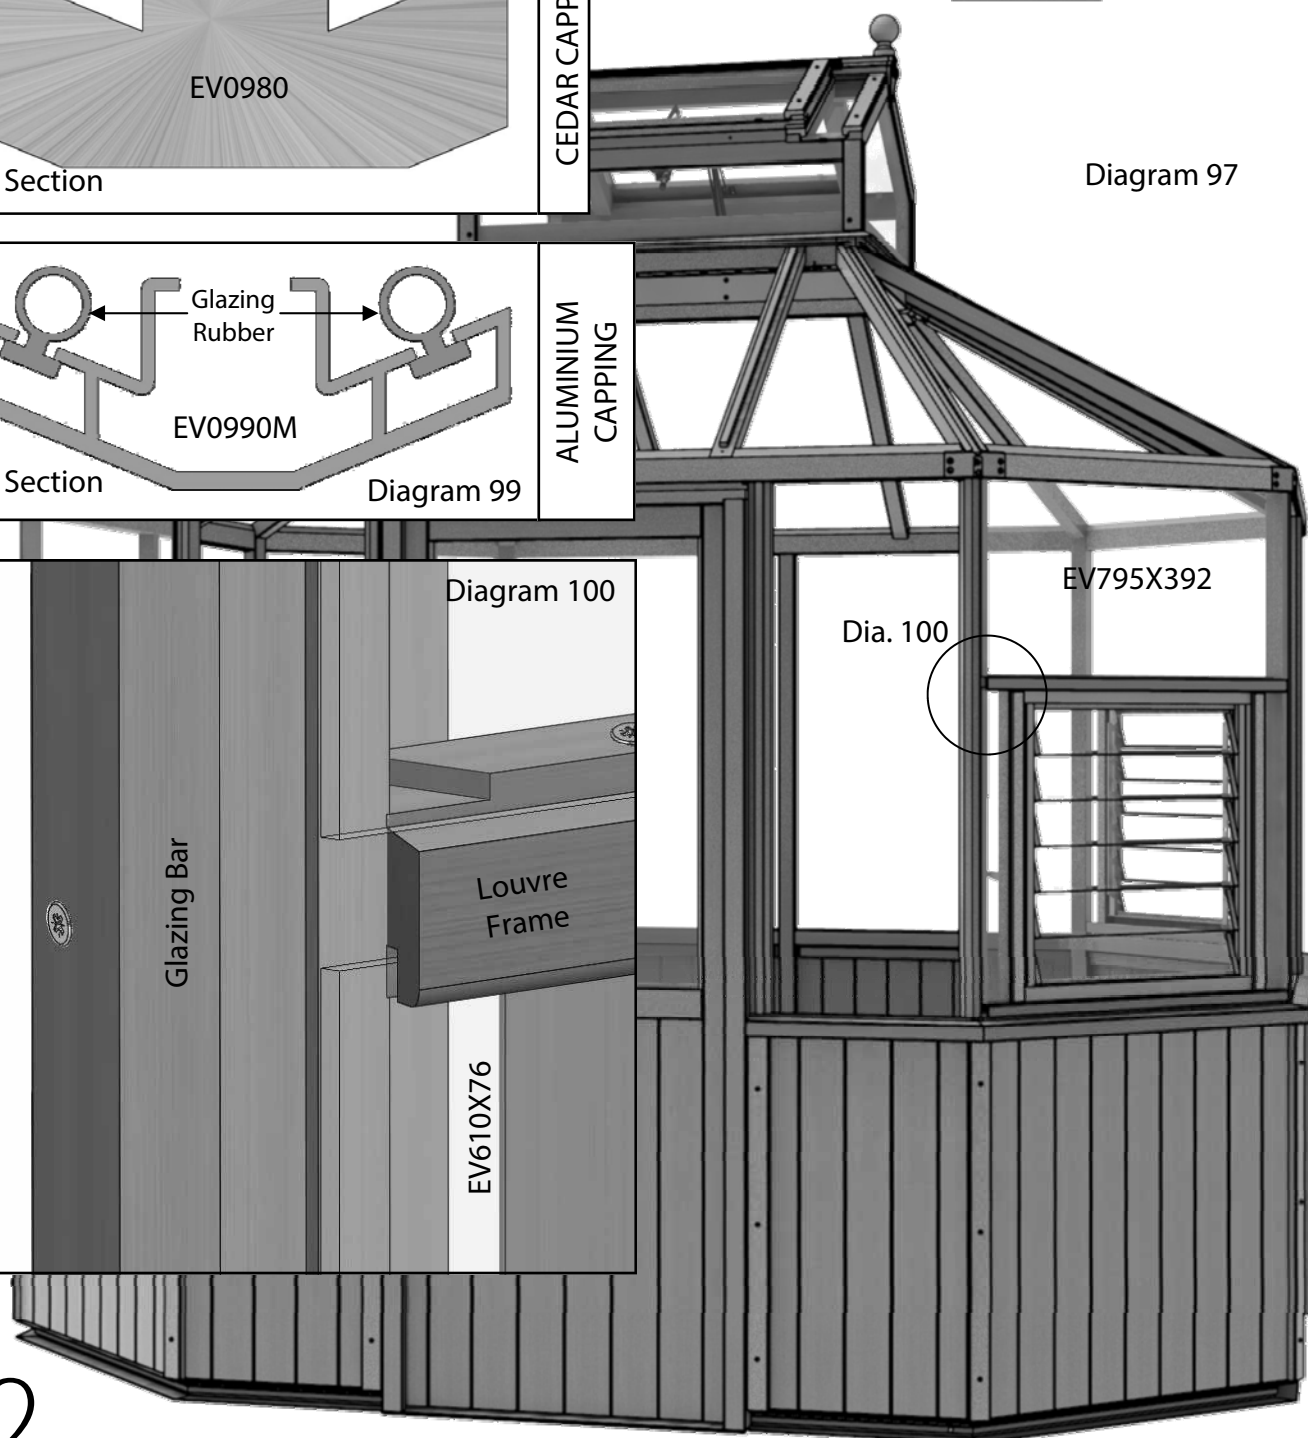 EV0980
Section
CEDAR CAPP
Diagram 97
Glazing
Rubber
EV0990M
Section
Diagram 99
ALUMINIUM
CAPPING
Diagram 100
EV795X392
Dia. 100
Glazing Bar
Louvre
Frame
EV610X76